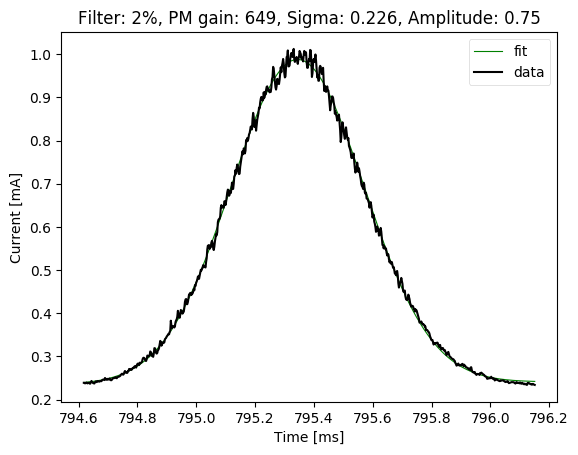 Filter: 2%, PM gain: 649, Sigma: 0.226, Amplitude: 0.75
fit
data
1.0
0.9
0.8
0.7
0.6
0.5
0.4
0.3
0.2
Current [mA]
794.6 794.8 795.0 795.2 795.4 795.6 795.8 796.0 796.2
Time [ms]